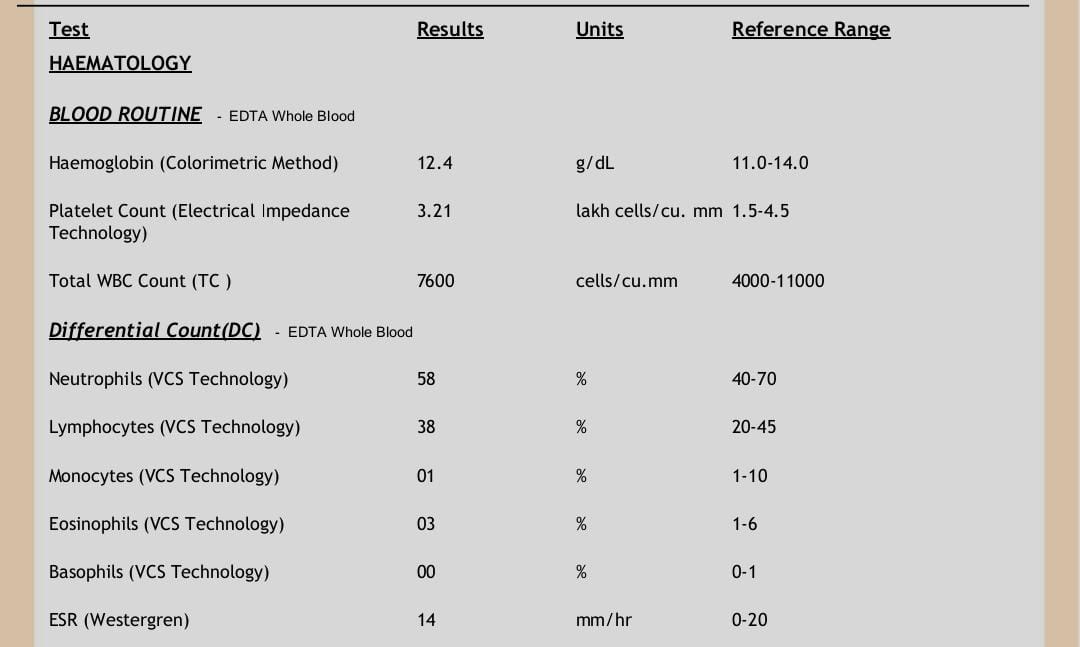 Test Results Units Reference Range
HAEMATOLOGY
BLOOD ROUTINE - EDTA Whole Blood
Haemoglobin (Colorimetric Method) 12.4 g/dL 11.0-14.0
Platelet Count (Electrical Impedance 3.21 lakh cells/cu. mm 1.5-4.5
Technology)
Total WBC Count (TC ) 7600 cells/cu.mm 4000-11000
Differential Count(DC) - EDTA Whole Blood
Neutrophils (VCS Technology) 58 % 40-70
Lymphocytes (VCS Technology) 38 % 20-45
Monocytes (VCS Technology) 01 % 1-10
Eosinophils (VCS Technology) 03 % 1-6
Basophils (VCS Technology) 00 % 0-1
ESR (Westergren) 14 mm/hr 0-20